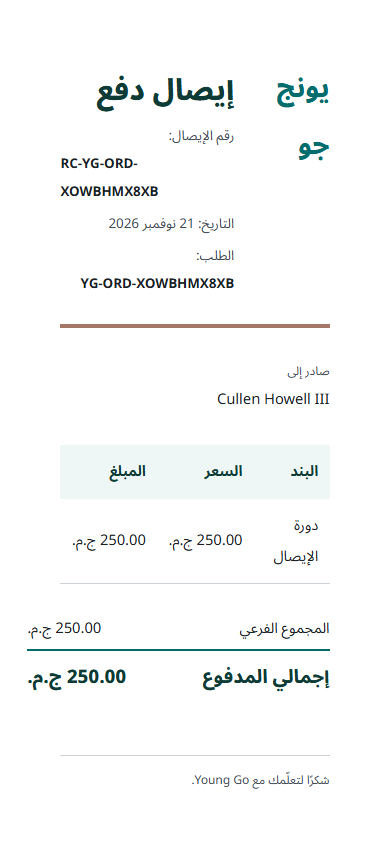 يونج
جو
إيصال دفع
رقم الإيصال:
RC-YG-ORD-
XOWBHMX8XB
التاريخ: 21 نوفمبر 2026
الطلب:
YG-ORD-XOWBHMX8XB
صادر إلى
Cullen Howell III
البند السعر المبلغ
دورة
الإيصال
250.00 ج.م. 250.00 ج.م.
المجموع الفرعي 250.00 ج.م.
إجمالي المدفوع 250.00 ج.م.
شكرًا لتعلّمك مع Young Go.